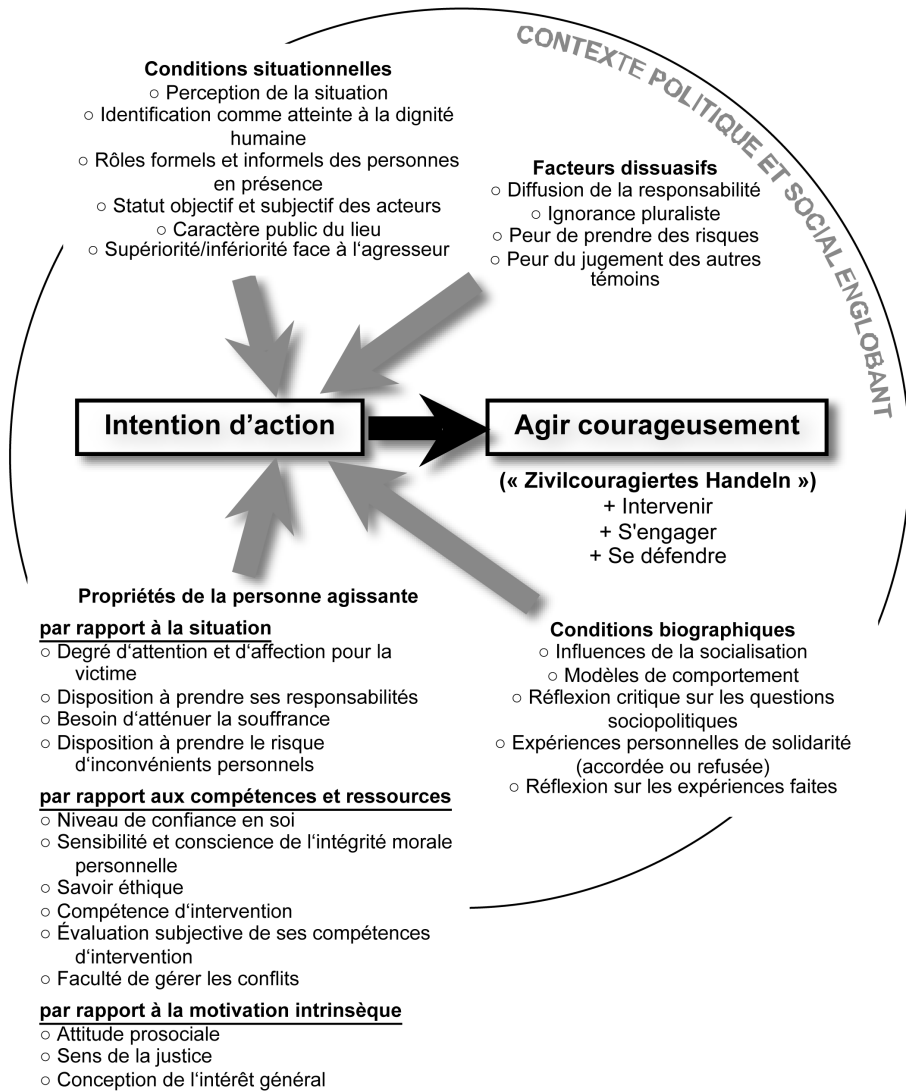 CONTEXTE POLITIQUE ET SOCIAL ENGLOBANT
Conditions situationnelles
○ Perception de la situation
○ Identification comme atteinte à la dignité
humaine
○ Rôles formels et informels des personnes
en présence
○ Statut objectif et subjectif des acteurs
○ Caractère public du lieu
○ Supériorité/infériorité face à l‘agresseur
Facteurs dissuasifs
○ Diffusion de la responsabilité
○ Ignorance pluraliste
○ Peur de prendre des risques
○ Peur du jugement des autres
témoins
Intention d’action
Agir courageusement
(« Zivilcouragiertes Handeln »)
+ Intervenir
+ S'engager
+ Se défendre
Propriétés de la personne agissante
par rapport à la situation
○ Degré d‘attention et d‘affection pour la
victime
○ Disposition à prendre ses responsabilités
○ Besoin d‘atténuer la souffrance
○ Disposition à prendre le risque
d‘inconvénients personnels
par rapport aux compétences et ressources
○ Niveau de confiance en soi
○ Sensibilité et conscience de l‘intégrité morale
personnelle
○ Savoir éthique
○ Compétence d‘intervention
○ Évaluation subjective de ses compétences
d‘intervention
○ Faculté de gérer les conflits
par rapport à la motivation intrinsèque
○ Attitude prosociale
○ Sens de la justice
○ Conception de l‘intérêt général
Conditions biographiques
○ Influences de la socialisation
○ Modèles de comportement
○ Réflexion critique sur les questions
sociopolitiques
○ Expériences personnelles de solidarité
(accordée ou refusée)
○ Réflexion sur les expériences faites